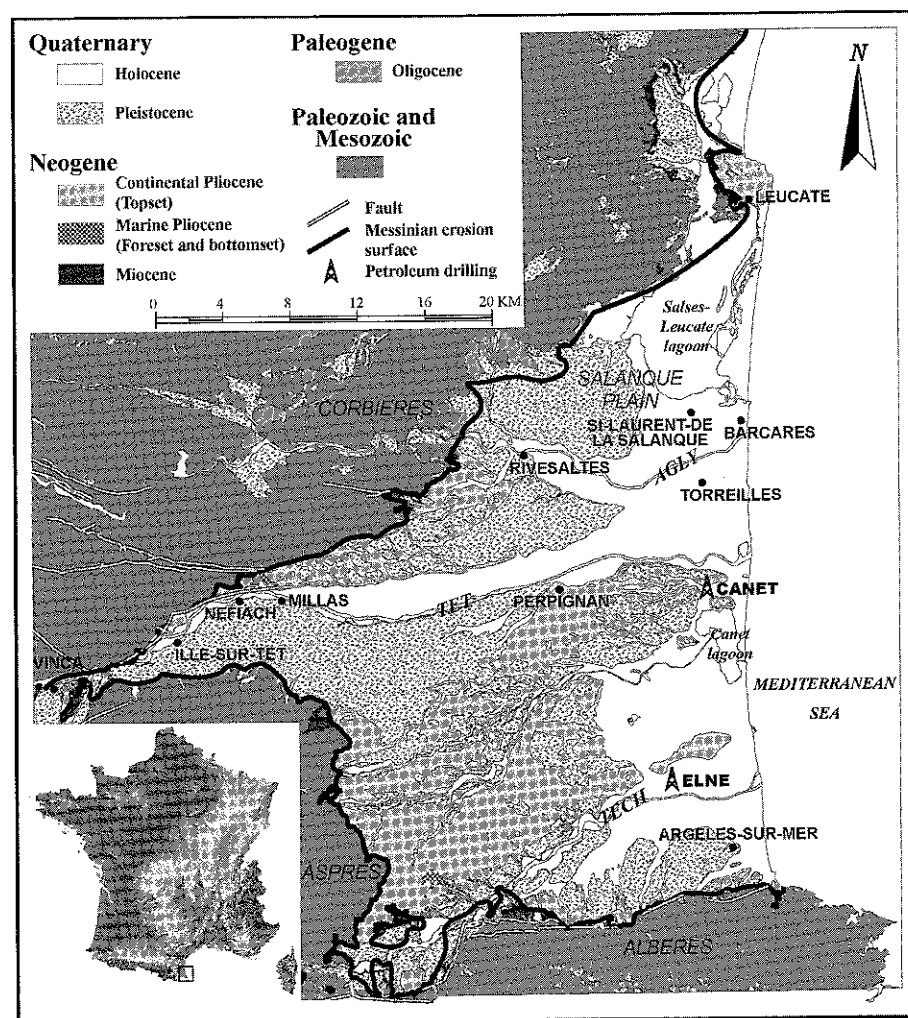 Quaternary
Holocene
Pleistocene
Neogene
Continental Pliocene
(Topset)
Marine Pliocene
(Foreset and bottomset)
Miocene
Paleogene
Oligocene
Paleozoic and
Mesozoic
Fault
Messinian erosion
surface
Petroleum drilling
0 4 8 12 16 20 KM
N
LEUCATE
Salses-
Leucate
lagoon
SALANQUE
PLAIN
CORBIERES
St LAURENT-DE
LA SALANQUE
BARCARES
RIVESALTES
AGLY
TORREILLES
CANET
NEFIACH
MILLAS
TET
PERPIGNAN
Canet
lagoon
ILLE-SUR-TET
VINCA
MEDITERRANEAN
SEA
ELNE
TECH
ARGELES-SUR-MER
ASPRES
ALBERES